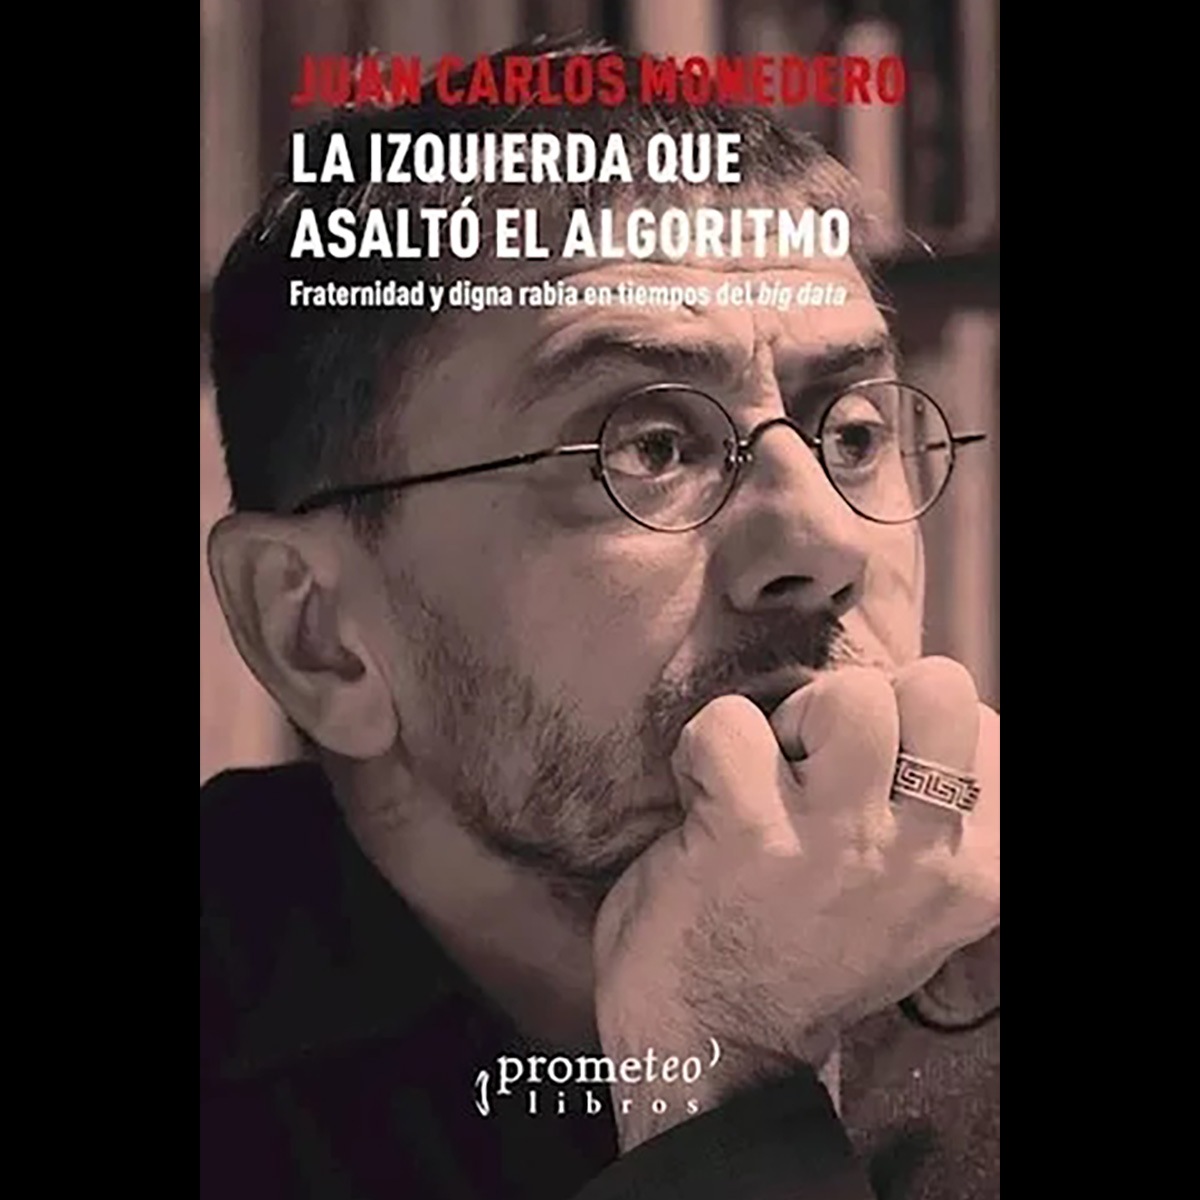 JUAN CARLOS MONEDERO
LA IZQUIERDA QUE
ASALTÓ EL ALGORITMO
Fraternidad y digna rabia en tiempos del big data
prometeo
libros